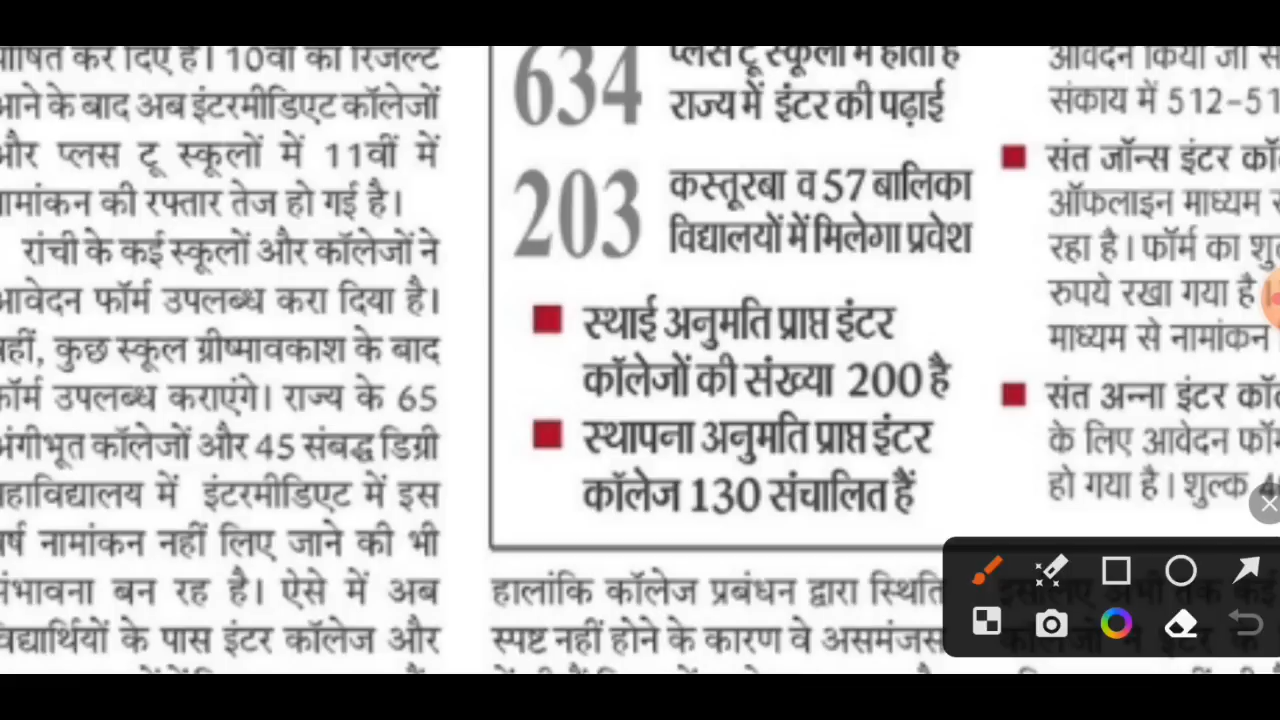 कर दिए हैं। 10वीं का रिजल्ट
आने के बाद अब इंटरमीडिएट कॉलेजों
और प्लस टू स्कूलों में 11वीं में
नामांकन की रफ्तार तेज हो गई है।
रांची के कई स्कूलों और कॉलेजों ने
आवेदन फॉर्म उपलब्ध करा दिया है।
वहीं, कुछ स्कूल ग्रीष्मावकाश के बाद
फॉर्म उपलब्ध कराएंगे। राज्य के 65
अंगीभूत कॉलेजों और 45 संबद्ध डिग्री
महाविद्यालय में इंटरमीडिएट में इस
वर्ष नामांकन नहीं लिए जाने की भी
संभावना बन रह है। ऐसे में अब
विद्यार्थियों के पास इंटर कॉलेज और
634
प्लस टू स्कूलों में होती है
राज्य में इंटर की पढ़ाई
203
कस्तूरबा व 57 बालिका
विद्यालयों में मिलेगा प्रवेश
स्थाई अनुमति प्राप्त इंटर
कॉलेजों की संख्या 200 है
स्थापना अनुमति प्राप्त इंटर
कॉलेज 130 संचालित हैं
हालांकि कॉलेज प्रबंधन द्वारा स्थिति
स्पष्ट नहीं होने के कारण वे असमंजस
आवेदन किया जा
संकाय में 512-51
संत जॉन्स इंटर
ऑफलाइन माध्यम
रहा है। फॉर्म का
रुपये रखा गया है
माध्यम से नामांकन
संत अन्ना इंटर
के लिए आवेदन
हो गया है। शुल्क